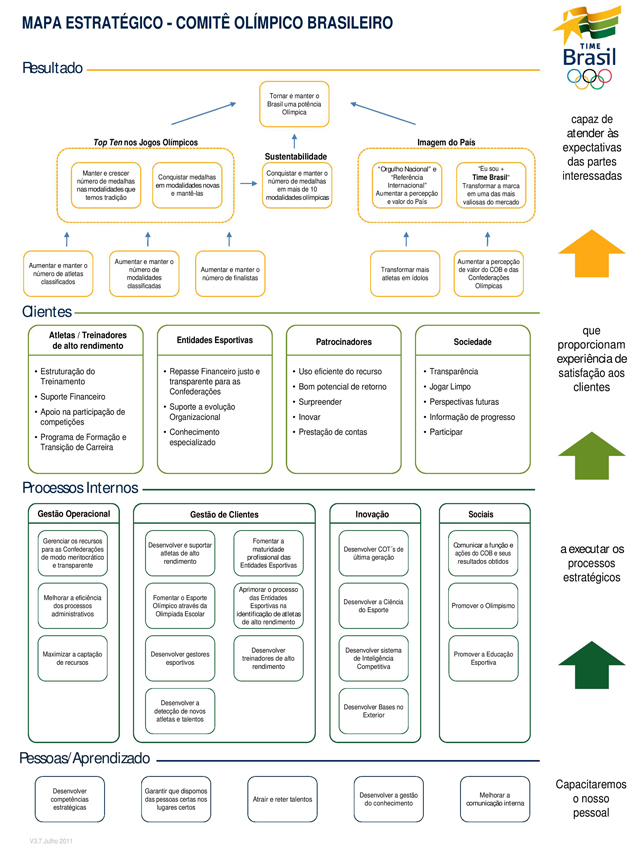 MAPA ESTRATÉGICO - COMITÊ OLÍMPICO BRASILEIRO
TIME
Brasil
Resultado
Tornar e manter o
Brasil uma potência
Olímpica
capaz de
atender às
expectativas
das partes
interessadas
Top Ten nos Jogos Olímpicos
Sustentabilidade
Imagem do País
Manter e crescer
número de medalhas
nas modalidades que
temos tradição
Conquistar medalhas
em modalidades novas
e mantê-las
Conquistar e manter o
número de medalhas
em mais de 10
modalidades olímpicas
"Orgulho Nacional" e
"Referência
Internacional"
Aumentar a percepção
e valor do País
"Eu sou +
Time Brasil"
Transformar a marca
em uma das mais
valiosas do mercado
Aumentar e manter o
número de atletas
classificados
Aumentar e manter o
número de
modalidades
classificadas
Aumentar e manter o
número de finalistas
Transformar mais
atletas em ídolos
Aumentar a percepção
de valor do COB e das
Confederações
Olímpicas
Clientes
Atletas / Treinadores
de alto rendimento
• Estruturação do
Treinamento
• Suporte Financeiro
• Apoio na participação de
competições
• Programa de Formação e
Transição de Carreira
Entidades Esportivas
• Repasse Financeiro justo e
transparente para as
Confederações
• Suporte a evolução
Organizacional
• Conhecimento
especializado
Patrocinadores
• Uso eficiente do recurso
• Bom potencial de retorno
• Surpreender
• Inovar
• Prestação de contas
Sociedade
• Transparência
• Jogar Limpo
• Perspectivas futuras
• Informação de progresso
• Participar
que
proporcionam
experiência de
satisfação aos
clientes
Processos Internos
Gestão Operacional
Gerenciar os recursos
para as Confederações
de modo meritocrático
e transparente
Melhorar a eficiência
dos processos
administrativos
Maximizar a captação
de recursos
Gestão de Clientes
Desenvolver e suportar
atletas de alto
rendimento
Fomentar a
maturidade
profissional das
Entidades Esportivas
Fomentar o Esporte
Olímpico através da
Olimpíada Escolar
Aprimorar o processo
das Entidades
Esportivas na
identificação de atletas
de alto rendimento
Desenvolver gestores
esportivos
Desenvolver
treinadores de alto
rendimento
Desenvolver a
detecção de novos
atletas e talentos
Inovação
Desenvolver COT´s de
última geração
Desenvolver a Ciência
do Esporte
Desenvolver sistema
de Inteligência
Competitiva
Desenvolver Bases no
Exterior
Sociais
Comunicar a função e
ações do COB e seus
resultados obtidos
Promover o Olimpismo
Promover a Educação
Esportiva
a executar os
processos
estratégicos
Pessoas/Aprendizado
Desenvolver
competências
estratégicas
Garantir que dispomos
das pessoas certas nos
lugares certos
Atrair e reter talentos
Desenvolver a gestão
do conhecimento
Melhorar a
comunicação interna
Capacitaremos
o nosso
pessoal
V3.7 Julho 2011